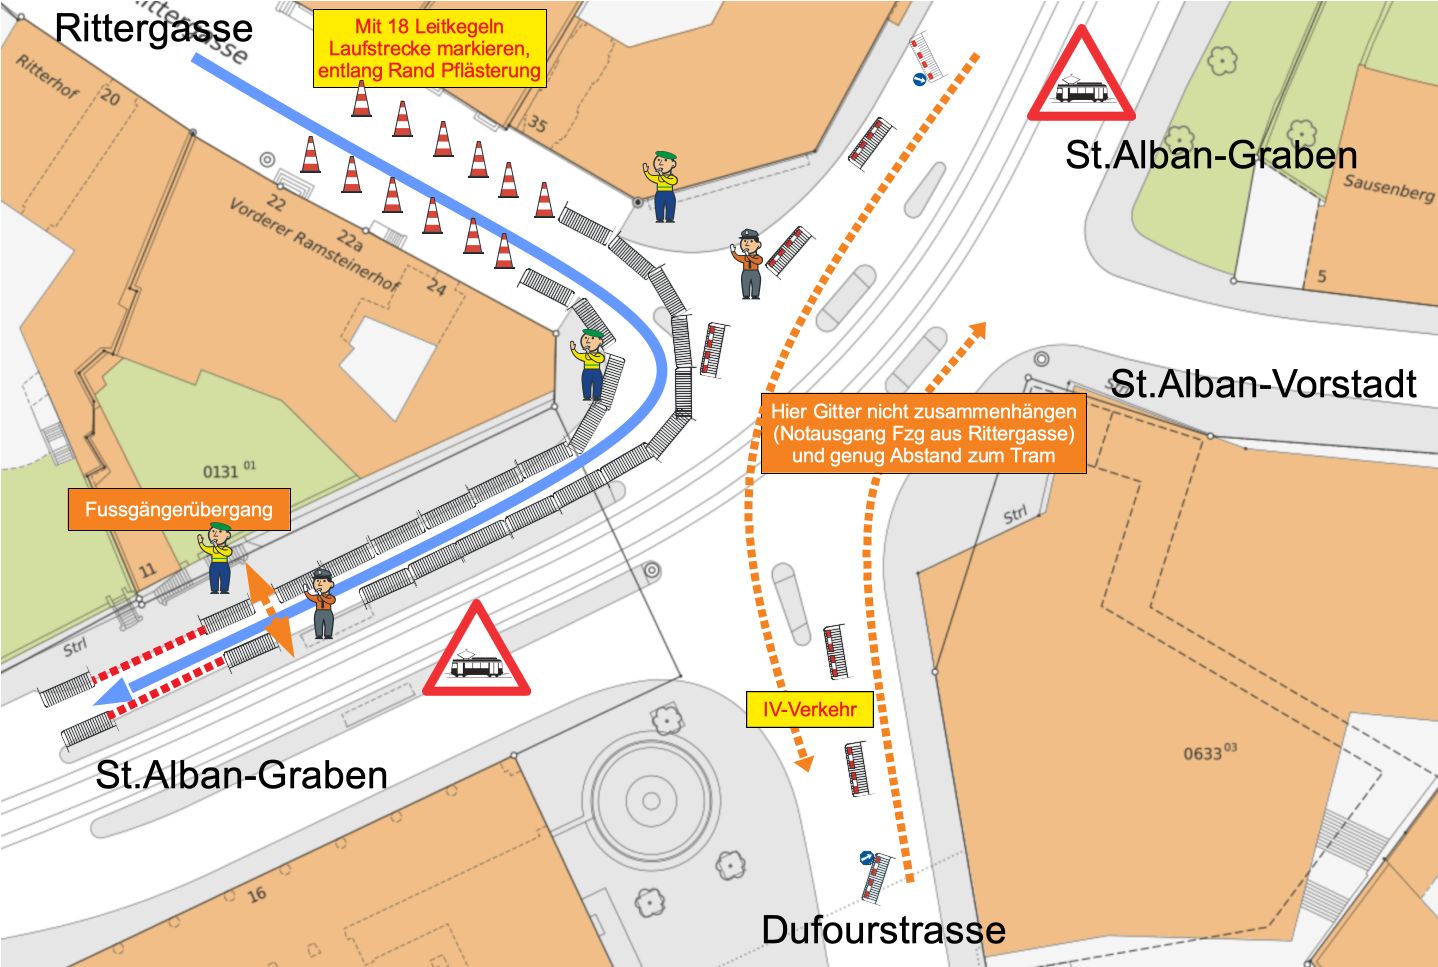 Rittergasse
Rittergasse
Mit 18 Leitkegeln
Laufstrecke markieren,
entlang Rand Pflästerung
Ritterhof
20
35
St.Alban-Graben
Sausenberg
22
Vorderer Ramsteinerhof
22a
24
5
St.Alban-Vorstadt
Hier Gitter nicht zusammenhängen
(Notausgang Fzg aus Rittergasse)
und genug Abstand zum Tram
0131 01
Fussgängerübergang
Strl
11
Strl
IV-Verkehr
0633 03
St.Alban-Graben
16
Dufourstrasse